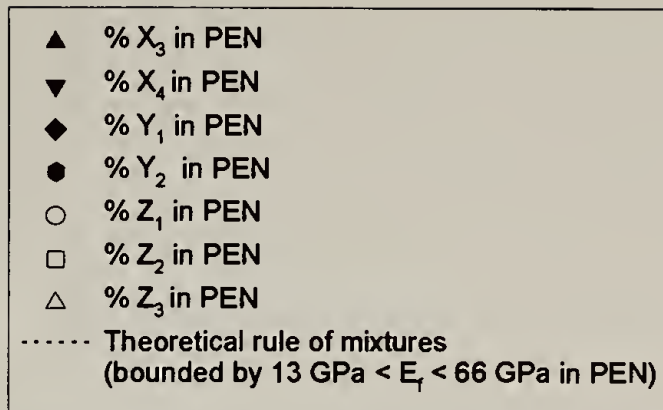 % X₃ in PEN
% X₄ in PEN
% Y₁ in PEN
% Y₂ in PEN
% Z₁ in PEN
% Z₂ in PEN
% Z₃ in PEN
Theoretical rule of mixtures
(bounded by 13 GPa < E_f < 66 GPa in PEN)